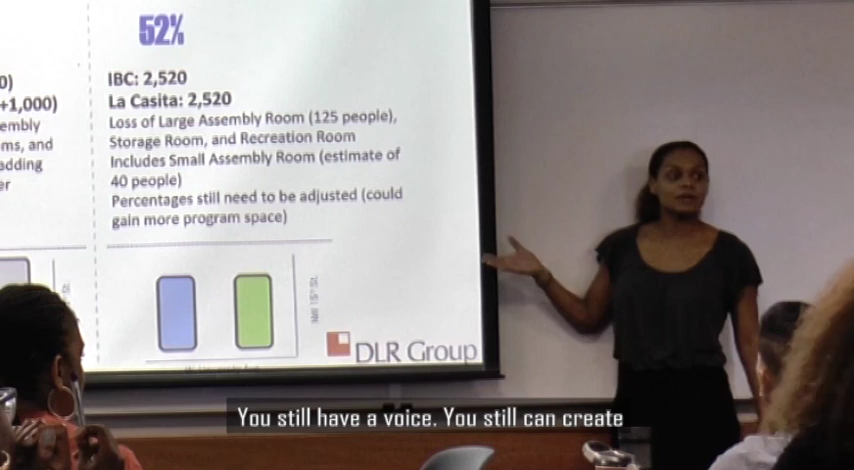 52%
0)
+1,000)
embly
ms, and
adding
er
IBC: 2,520
La Casita: 2,520
Loss of Large Assembly Room (125 people),
Storage Room, and Recreation Room
Includes Small Assembly Room (estimate of
40 people)
Percentages still need to be adjusted (could
gain more program space)
DLR Group
You still have a voice. You still can create